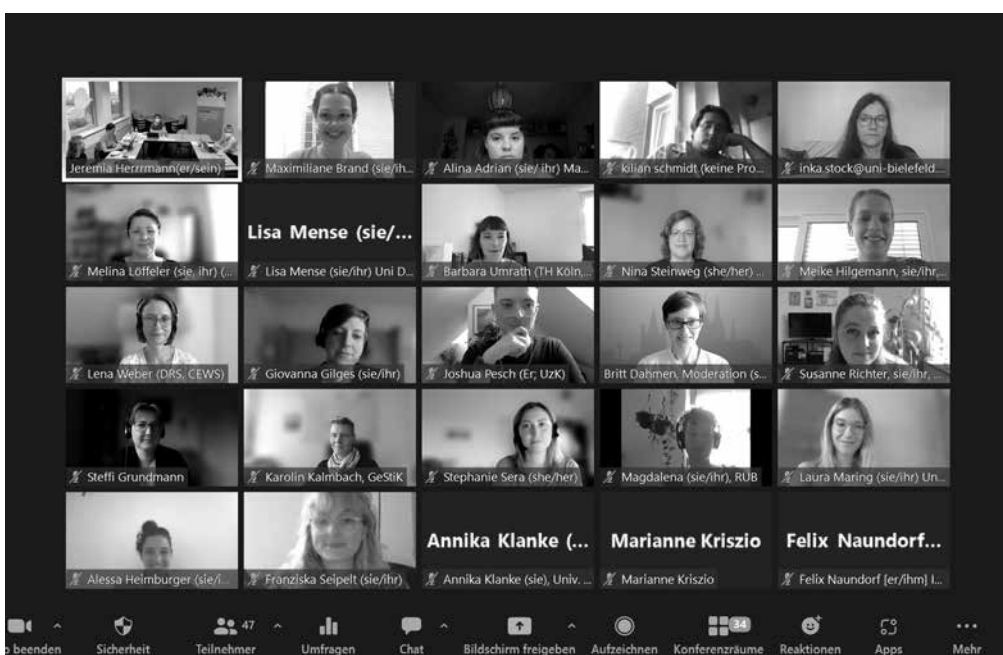 Jeremia Herrrmann(er/sein)
Maximiliane Brand (sie/ih...
Alina Adrian (sie/ ihr) Ma...
kilian schmidt (keine Pro...
inka.stock@uni-bielefeld...
Melina Löffeler (sie, ihr) (...
Lisa Mense (sie/...
Lisa Mense (sie/ihr) Uni D...
Barbara Umrath (TH Köln,...
Nina Steinweg (she/her) ...
Meike Hilgemann, sie/ihr,...
Lena Weber (DRS, CEWS)
Giovanna Gilges (sie/ihr)
Joshua Pesch (Er; UzK)
Britt Dahmen, Moderation (s...
Susanne Richter, sie/ihr, ...
Steffi Grundmann
Karolin Kalmbach, GeStiK
Stephanie Sera (she/her)
Magdalena (sie/ihr), RUB
Laura Maring (sie/ihr) Un...
Alessa Heimburger (sie/i...
Franziska Seipelt (sie/ihr)
Annika Klanke (...
Annika Klanke (sie), Univ. ...
Marianne Kriszio
Marianne Kriszio
Felix Naundorf...
Felix Naundorf [er/ihm] I...
o beenden
Sicherheit
47
Teilnehmer
Umfragen
Chat
Bildschirm freigeben
Aufzeichnen
34
Konferenzräume
Reaktionen
Apps
Mehr